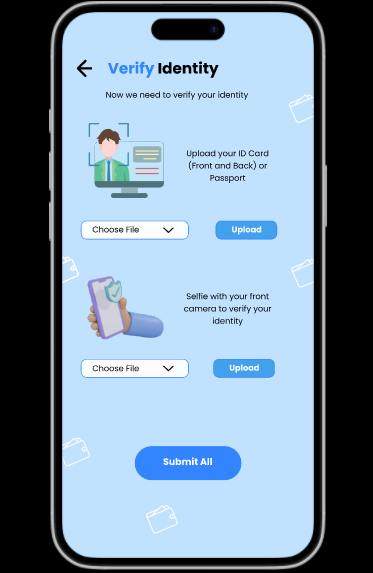 Verify Identity
Now we need to verify your identity
Upload your ID Card
(Front and Back) or
Passport
Choose File
Upload
Selfie with your front
camera to verify your
identity
Choose File
Upload
Submit All